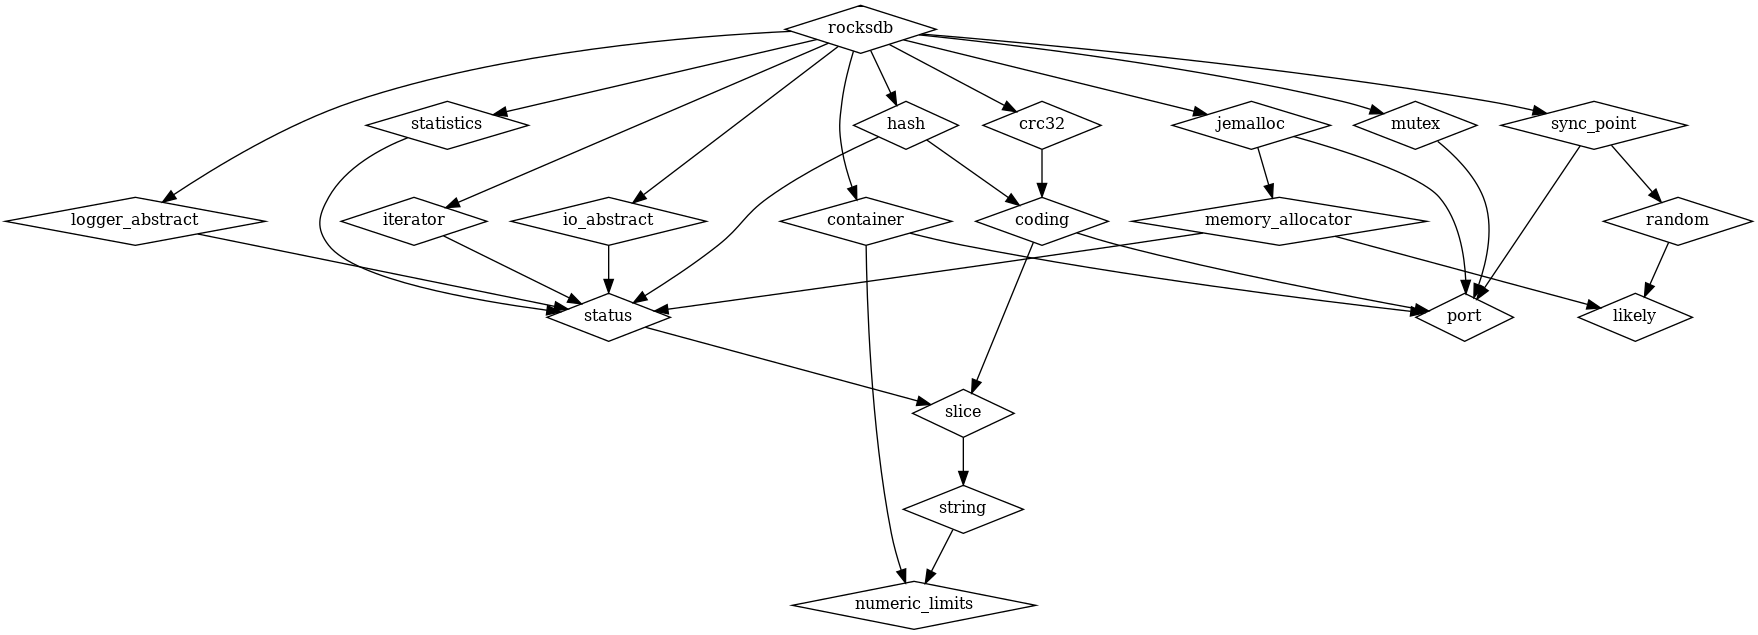 rocksdb
statistics
hash
crc32
jemalloc
mutex
sync_point
logger_abstract
iterator
io_abstract
container
coding
memory_allocator
random
status
port
likely
slice
string
numeric_limits